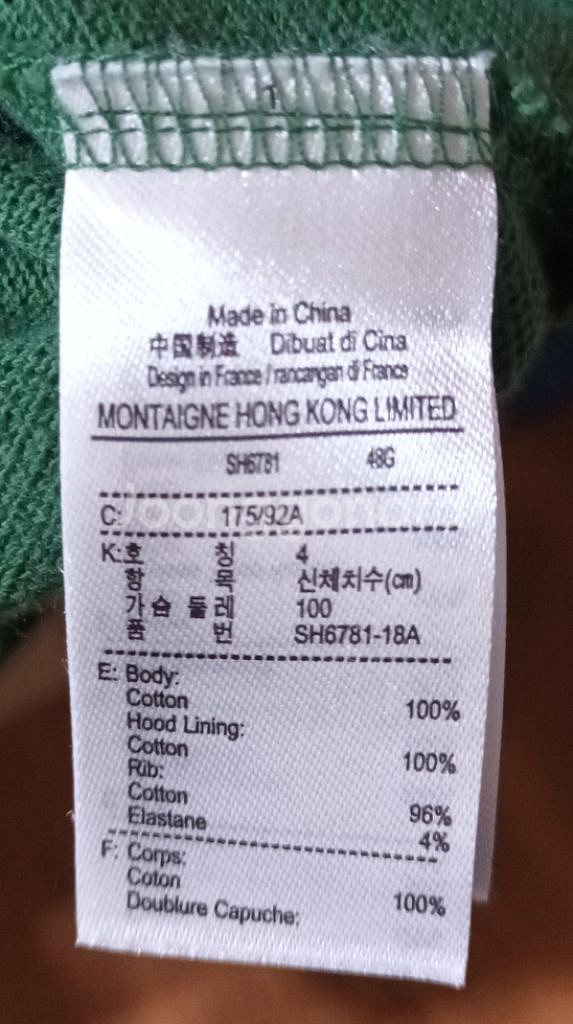 1
Made in China
中国制造 Dibuat di Cina
Design in France / rancangan di France
MONTAIGNE HONG KONG LIMITED
SH6781 48G
C: 175/92A
K: 호 칭 4
항 목 신체치수(cm)
가슴둘레 100
품 번 SH6781-18A
E: Body:
Cotton 100%
Hood Lining:
Cotton 100%
Rib:
Cotton 96%
Elastane 4%
F: Corps:
Coton 100%
Doublure Capuche: